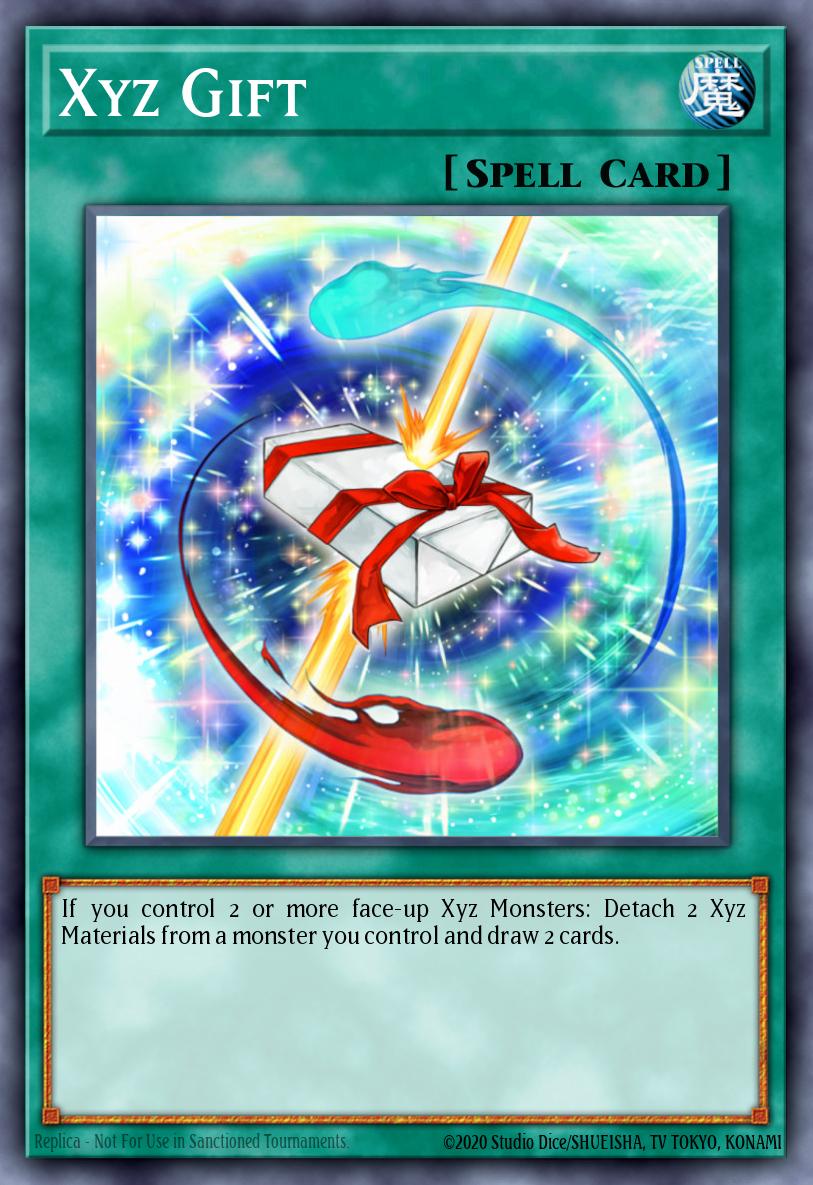 Xyz Gift
SPELL
魔
[ Spell Card ]
If you control 2 or more face-up Xyz Monsters: Detach 2 Xyz
Materials from a monster you control and draw 2 cards.
Replica - Not For Use in Sanctioned Tournaments.
©2020 Studio Dice/SHUEISHA, TV TOKYO, KONAMI